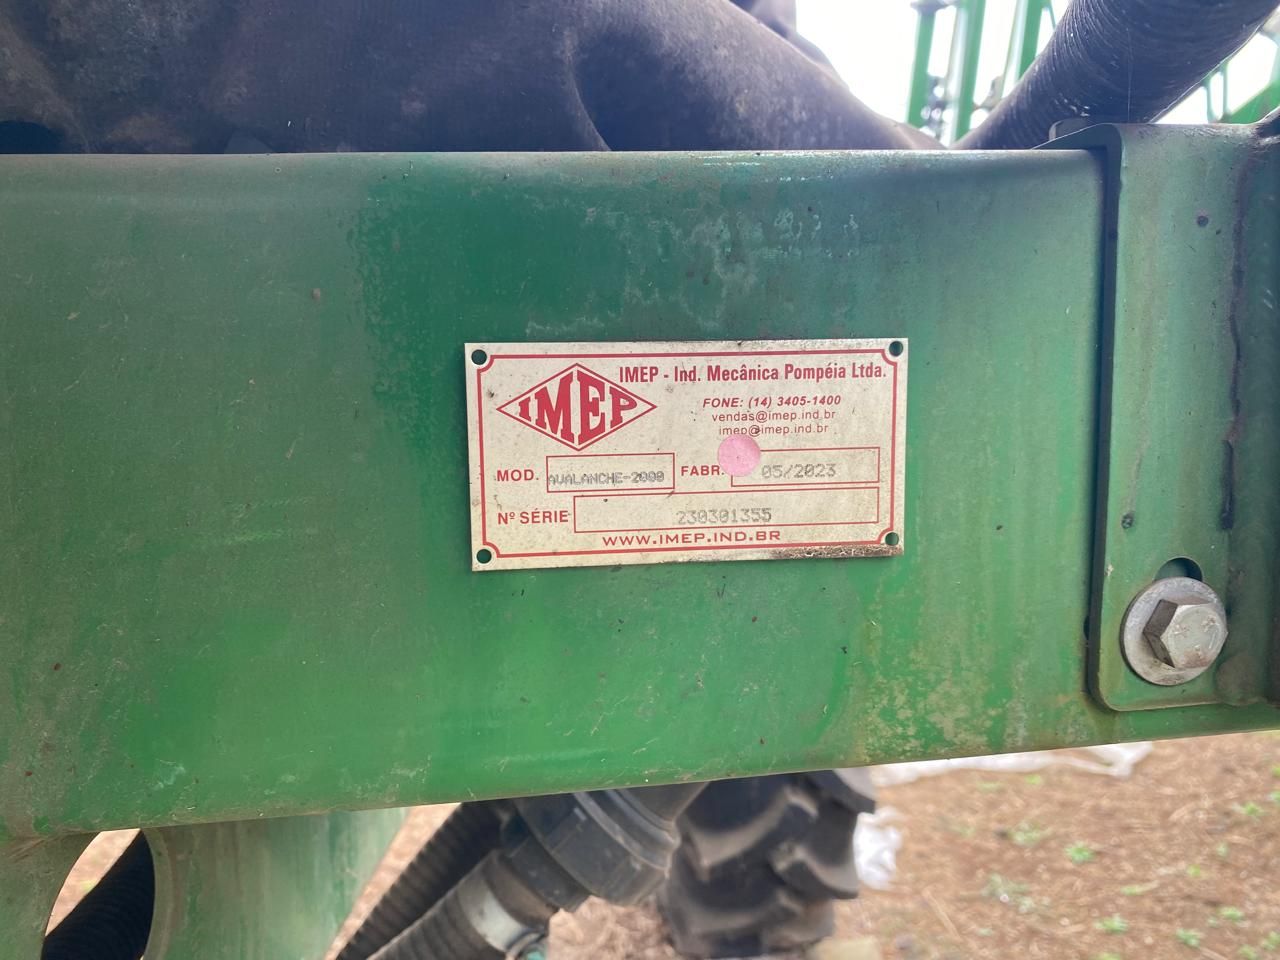 IMEP
IMEP - Ind. Mecânica Pompéia Ltda.
FONE: (14) 3405-1400
vendas@imep.ind.br
imep@imep.ind.br
MOD. AVALANCHE-2000 FABR. 05/2023
Nº SÉRIE 230301355
WWW.IMEP.IND.BR